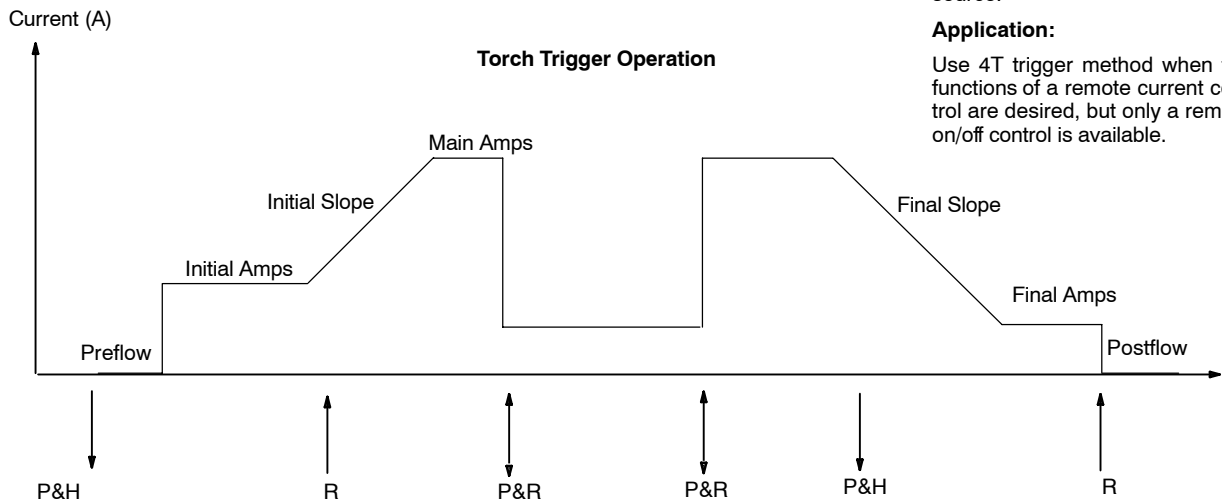 Current (A)
Torch Trigger Operation
Application:
Use 4T trigger method when
functions of a remote current
trol are desired, but only a
on/off control is available.
Main Amps
Initial Slope
Final Slope
Initial Amps
Final Amps
Preflow
Postflow
P&H
R
P&R
P&R
P&H
R